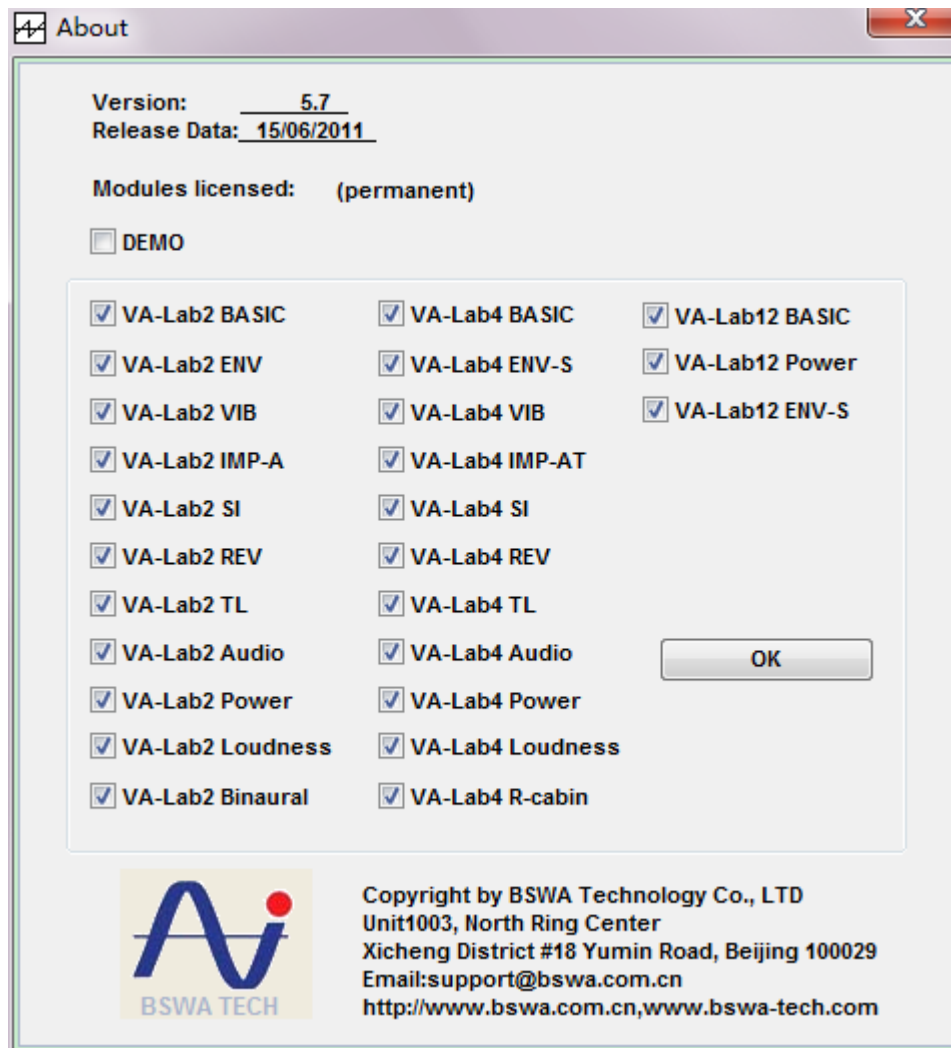 About
Version: 5.7
Release Data: 15/06/2011
Modules licensed: (permanent)
DEMO
VA-Lab2 BASIC VA-Lab4 BASIC VA-Lab12 BASIC
VA-Lab2 ENV VA-Lab4 ENV-S VA-Lab12 Power
VA-Lab2 VIB VA-Lab4 VIB VA-Lab12 ENV-S
VA-Lab2 IMP-A VA-Lab4 IMP-AT
VA-Lab2 SI VA-Lab4 SI
VA-Lab2 REV VA-Lab4 REV
VA-Lab2 TL VA-Lab4 TL
VA-Lab2 Audio VA-Lab4 Audio OK
VA-Lab2 Power VA-Lab4 Power
VA-Lab2 Loudness VA-Lab4 Loudness
VA-Lab2 Binaural VA-Lab4 R-cabin
BSWA TECH
Copyright by BSWA Technology Co., LTD
Unit1003, North Ring Center
Xicheng District #18 Yumin Road, Beijing 100029
Email:support@bswa.com.cn
http://www.bswa.com.cn,www.bswa-tech.com